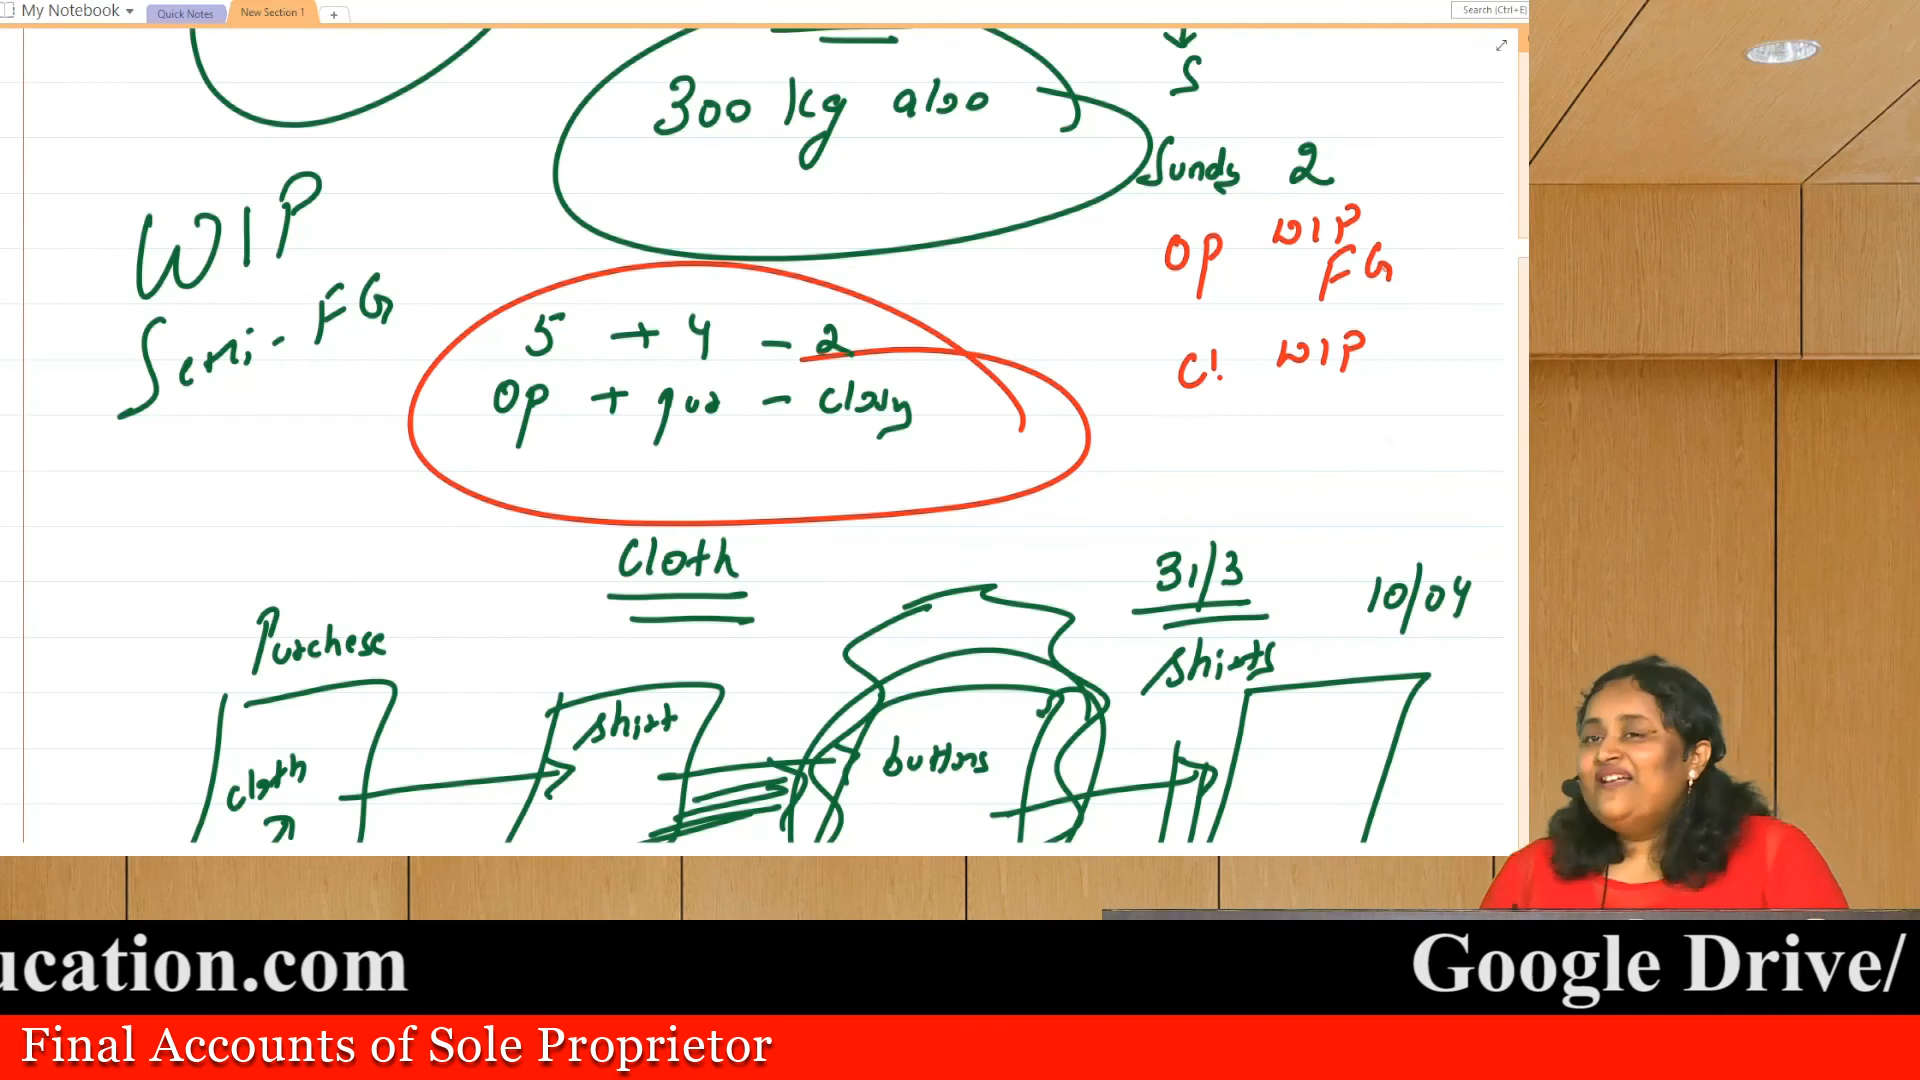 My Notebook
Quick Notes
New Section 1
+
Search (Ctrl+E)
S
300 kg also
2
WIP
OP WIP
FG
Semi-FG
5 + 4 - 2
OP + pur -
Cl. WIP
Cloth
31/3
10/04
Purchase
shirts
shirt
cloth
buttons
ucation.com
Google Drive/
Final Accounts of Sole Proprietor